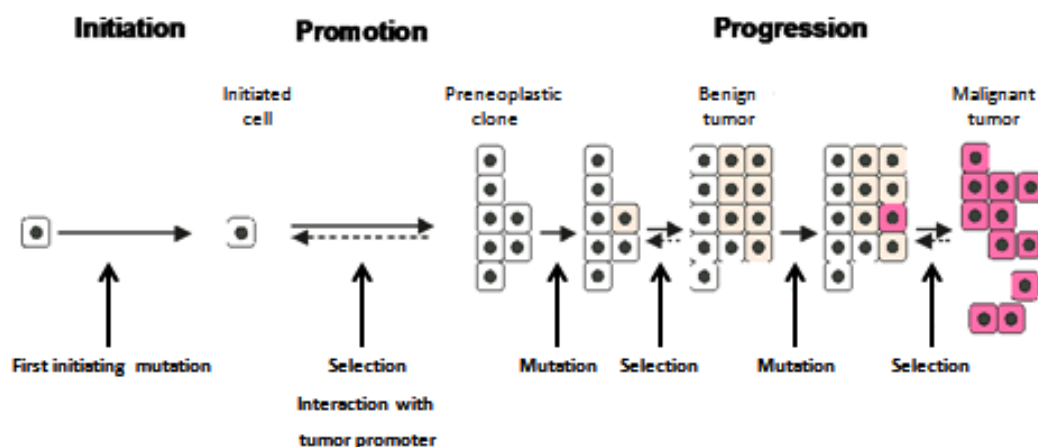 Initiation
Promotion
Progression
Initiated
cell
Preneoplastic
clone
Benign
tumor
Malignant
tumor
First initiating mutation
Selection
Interaction with
tumor promoter
Mutation
Selection
Mutation
Selection